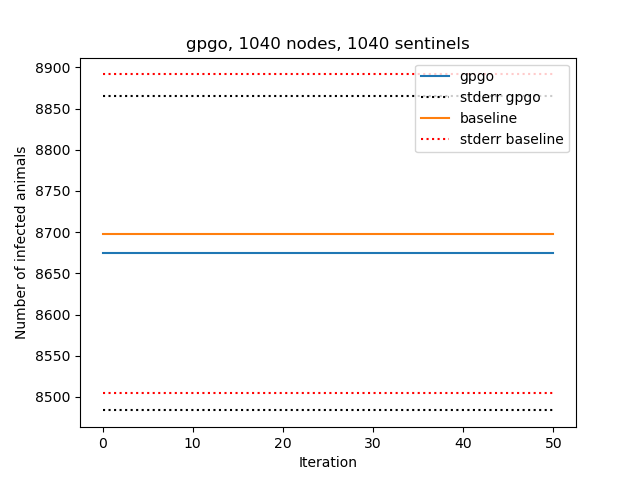 gpgo, 1040 nodes, 1040 sentinels
8900
8850
8800
8750
8700
8650
8600
8550
8500
Number of infected animals
gpgo
stderr gpgo
baseline
stderr baseline
0 10 20 30 40 50
Iteration